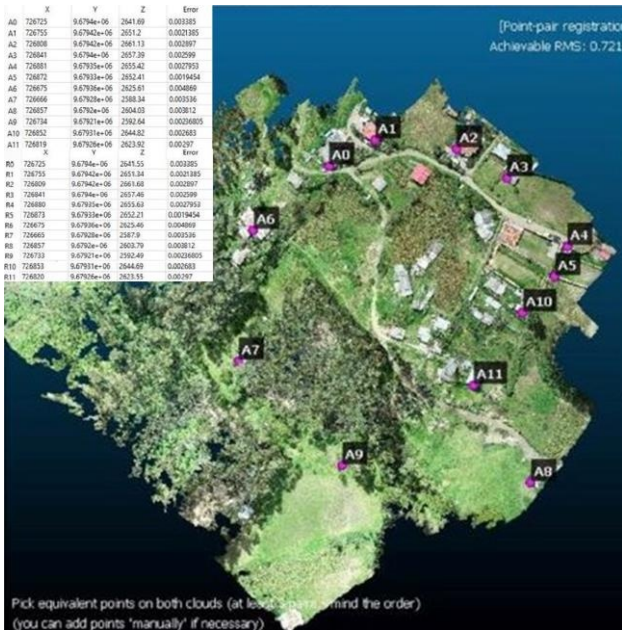 X Y Z Error
A0 726725 9.6794e+06 2641.69 0.003385
A1 726755 9.67942e+06 2651.2 0.0021385
A2 726808 9.67942e+06 2661.13 0.002897
A3 726841 9.6794e+06 2657.39 0.002599
A4 726881 9.67935e+06 2655.42 0.0027953
A5 726872 9.67933e+06 2652.41 0.0019454
A6 726675 9.67936e+06 2625.61 0.004869
A7 726666 9.67928e+06 2588.34 0.003536
A8 726857 9.6792e+06 2604.03 0.003812
A9 726734 9.67921e+06 2592.64 0.00236805
A10 726852 9.67931e+06 2644.82 0.002683
A11 726819 9.67926e+06 2623.92 0.00297
X Y Z Error
R0 726725 9.6794e+06 2641.55 0.003385
R1 726755 9.67942e+06 2651.34 0.0021385
R2 726809 9.67942e+06 2661.68 0.002897
R3 726841 9.6794e+06 2657.46 0.002599
R4 726880 9.67935e+06 2655.63 0.0027953
R5 726873 9.67933e+06 2652.21 0.0019454
R6 726675 9.67936e+06 2625.46 0.004869
R7 726665 9.67928e+06 2587.9 0.003536
R8 726857 9.6792e+06 2603.79 0.003812
R9 726733 9.67921e+06 2592.49 0.00236805
R10 726853 9.67931e+06 2644.69 0.002683
R11 726820 9.67926e+06 2623.55 0.00297
[Point-pair registratio
Achievable RMS: 0.721
A1
A2
A0
A3
A6
A4
A5
A10
A7
A11
A9
A8
Pick equivalent points on both clouds (at least mind the order)
(you can add points 'manually' if necessary)